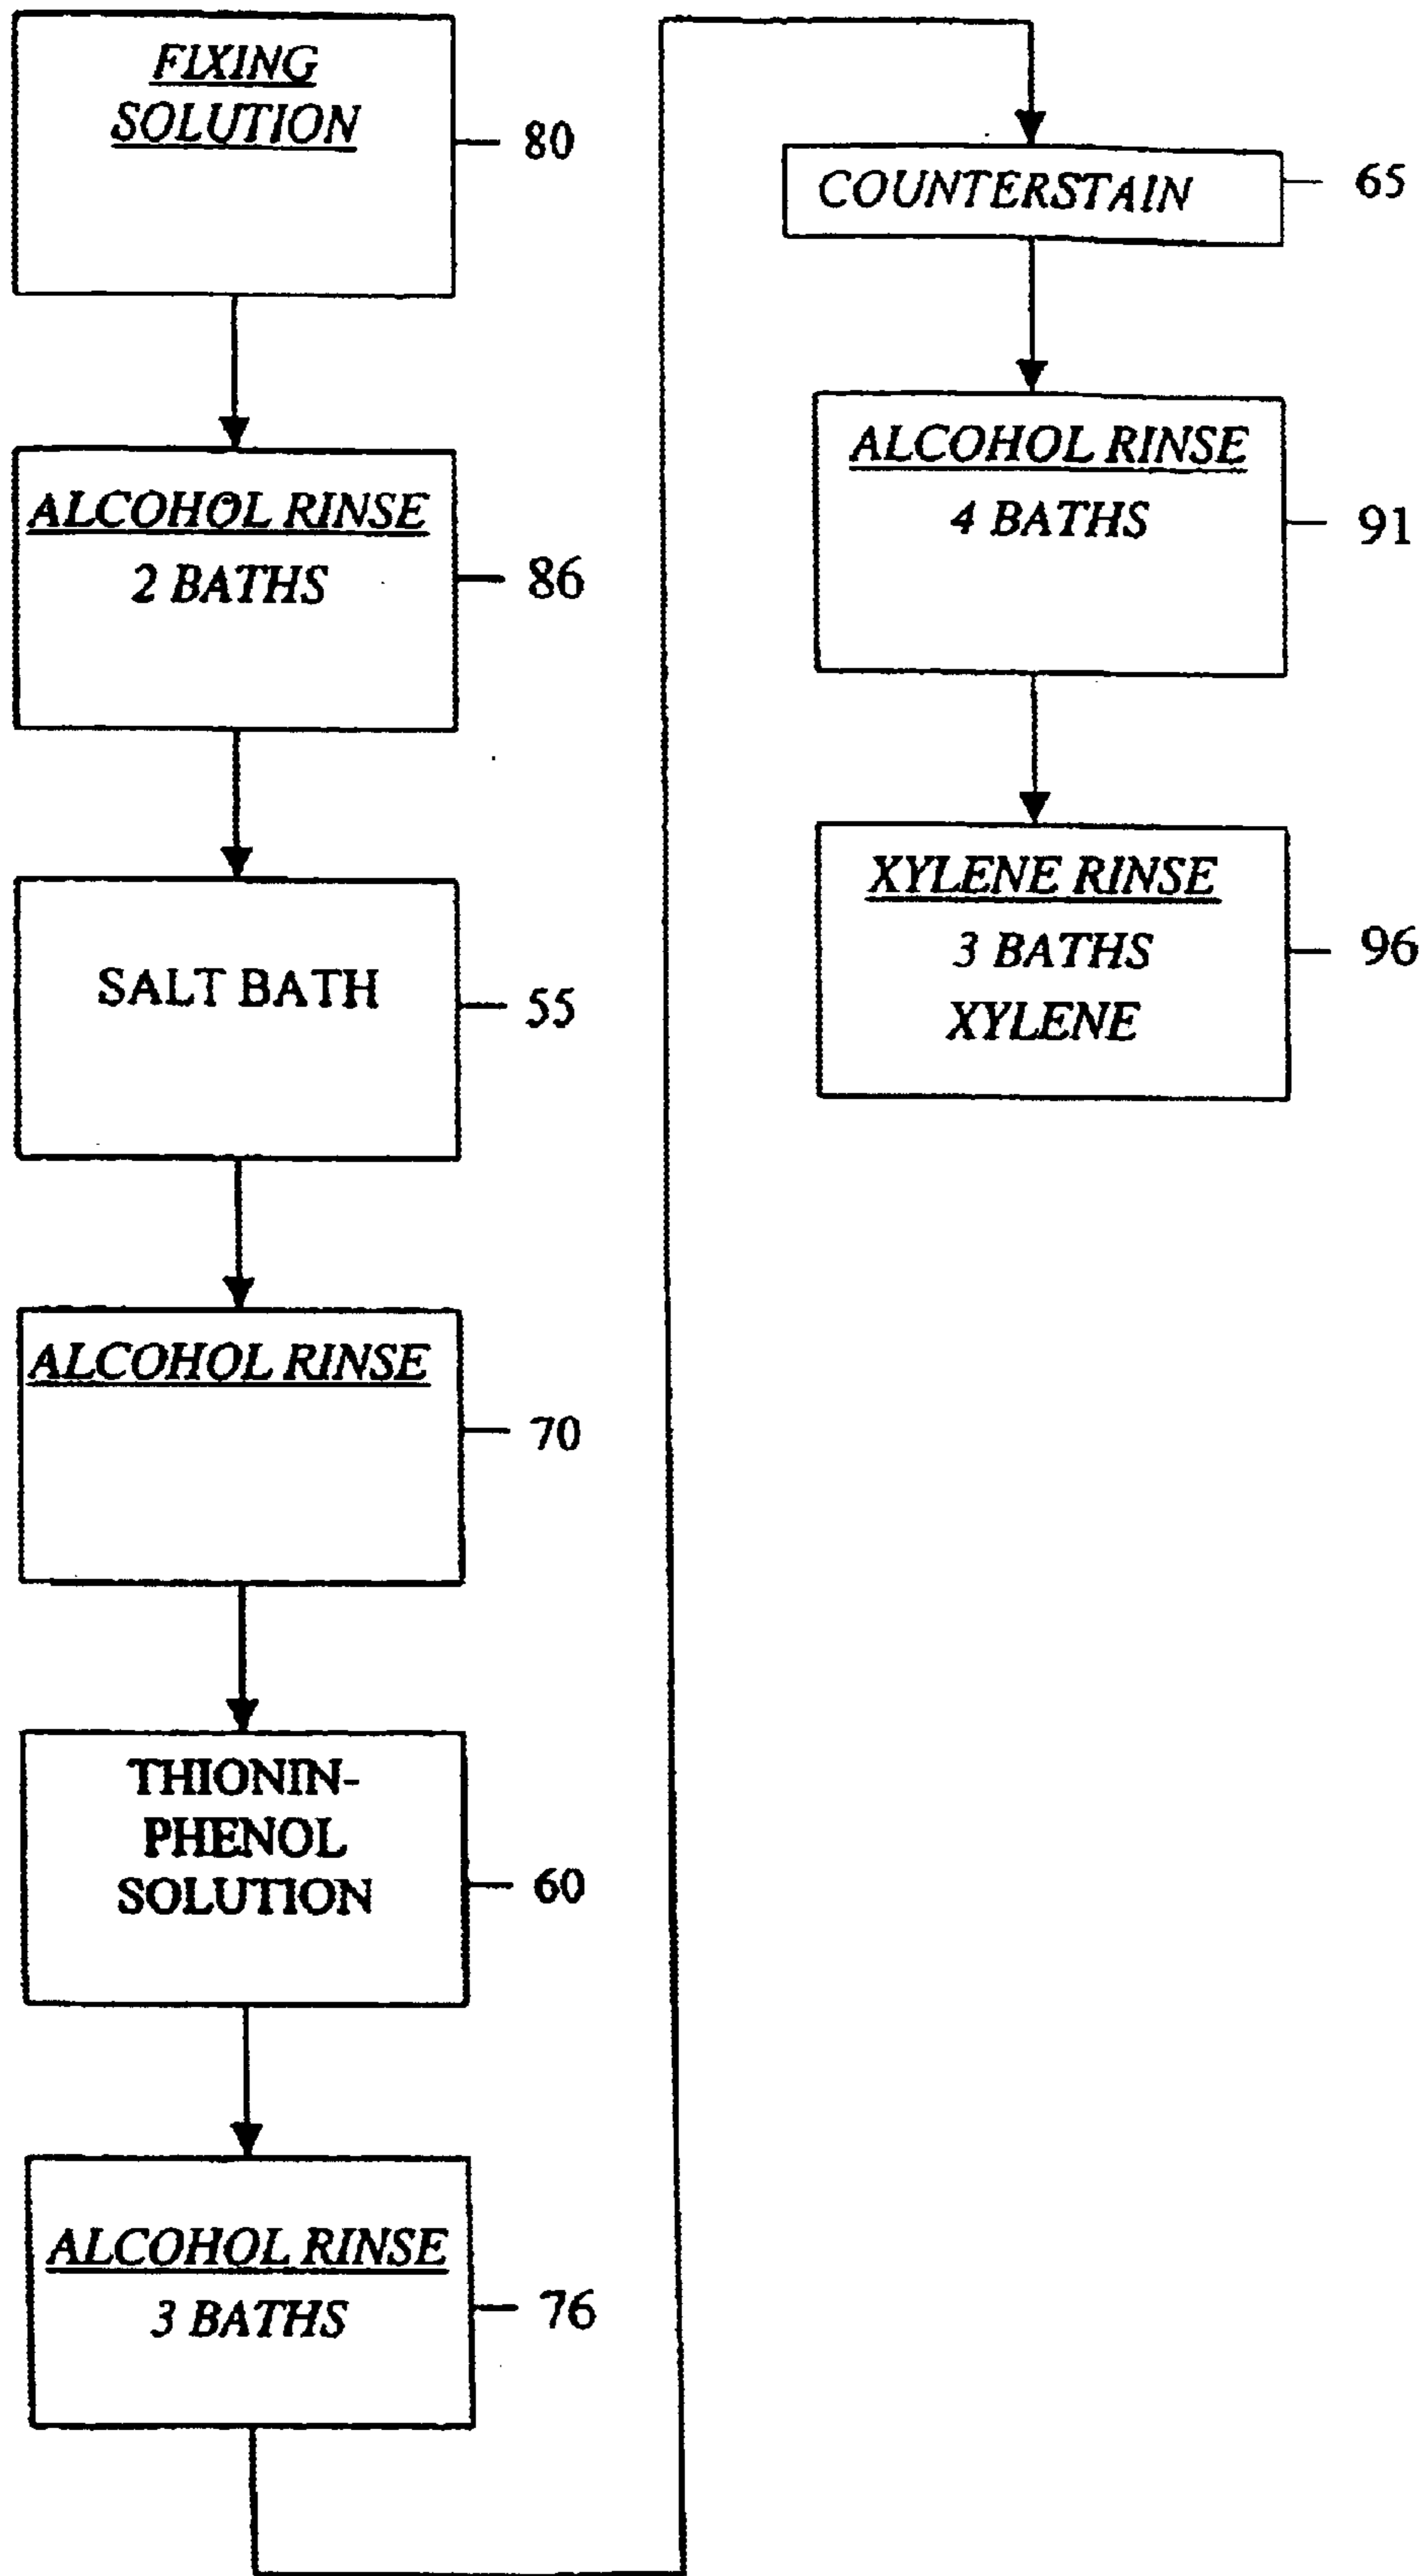 FIXING
SOLUTION
80
ALCOHOL RINSE
2 BATHS
86
SALT BATH
55
ALCOHOL RINSE
70
THIONIN-
PHENOL
SOLUTION
60
ALCOHOL RINSE
3 BATHS
76
COUNTERSTAIN
65
ALCOHOL RINSE
4 BATHS
91
XYLENE RINSE
3 BATHS
XYLENE
96